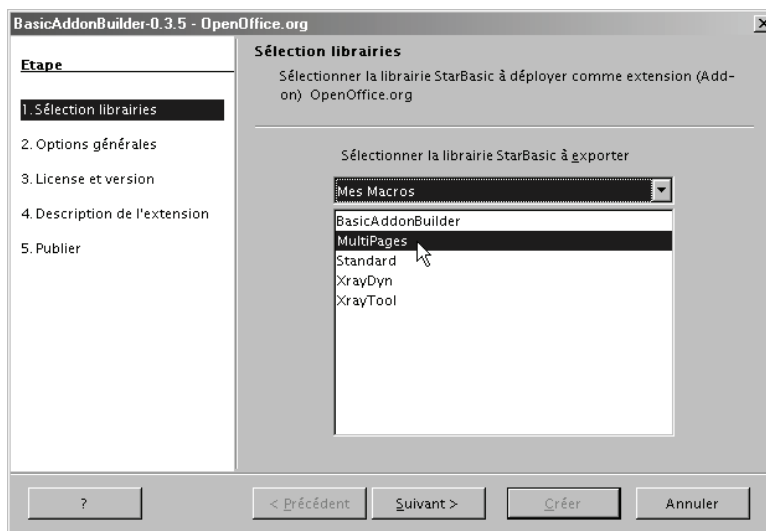 BasicAddonBuilder-0.3.5 - OpenOffice.org
Etape
1. Sélection librairies
2. Options générales
3. License et version
4. Description de l'extension
5. Publier
Sélection librairies
Sélectionner la librairie StarBasic à déployer comme extension (Add-
on) OpenOffice.org
Sélectionner la librairie StarBasic à exporter
Mes Macros
BasicAddonBuilder
MultiPages
Standard
XrayDyn
XrayTool
?
< Précédent
Suivant >
Créer
Annuler